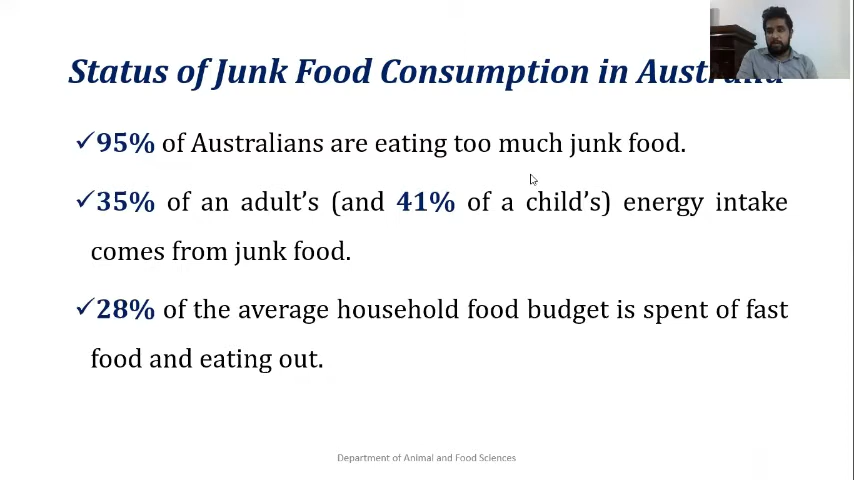 Status of Junk Food Consumption in
✓95% of Australians are eating too much junk food.
✓35% of an adult's (and 41% of a child's) energy intake
comes from junk food.
✓28% of the average household food budget is spent of fast
food and eating out.
Department of Animal and Food Sciences